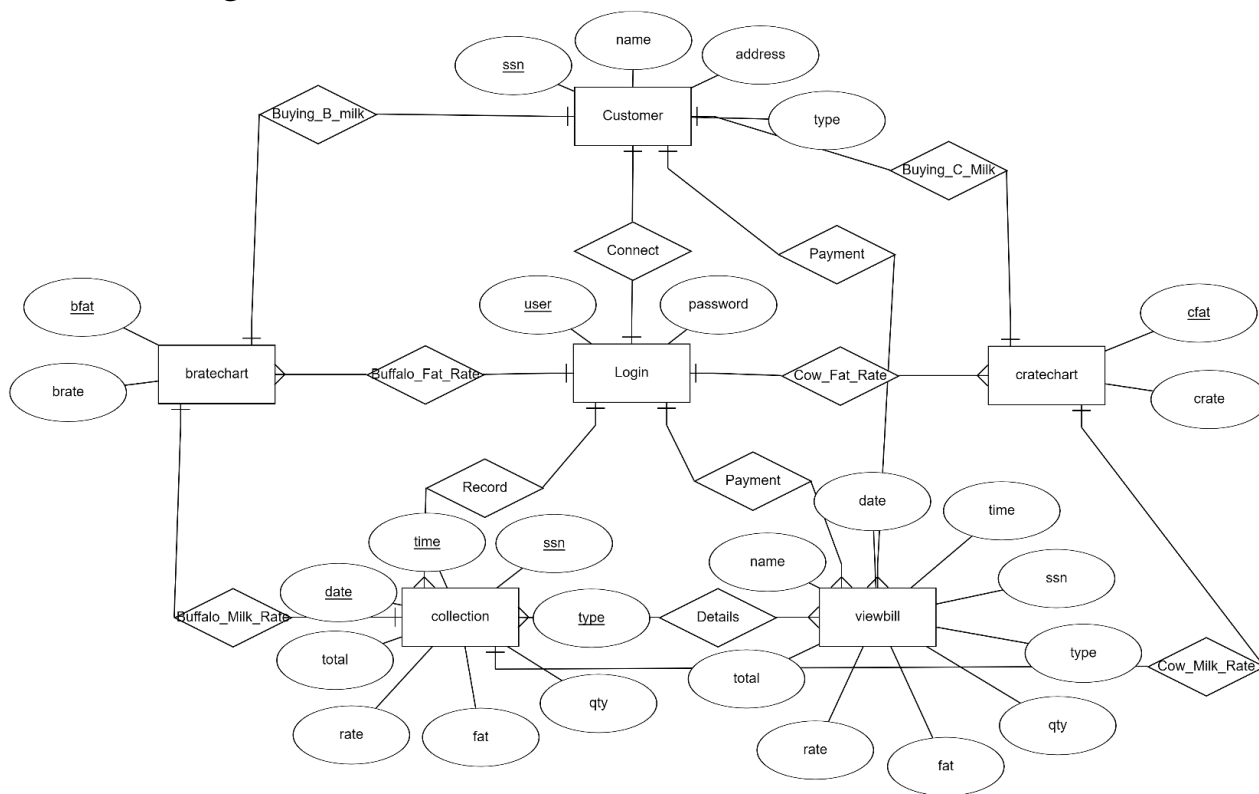 name
ssn
address
Customer
Buying_B_milk
type
Buying_C_Milk
Connect
Payment
bfat
user
password
cfat
bratechart
Buffalo_Fat_Rate
Login
Cow_Fat_Rate
cratechart
brate
crate
Record
Payment
date
time
time
ssn
name
date
ssn
Buffalo_Milk_Rate
collection
type
Details
viewbill
total
total
type
Cow_Milk_Rate
qty
qty
rate
fat
rate
fat